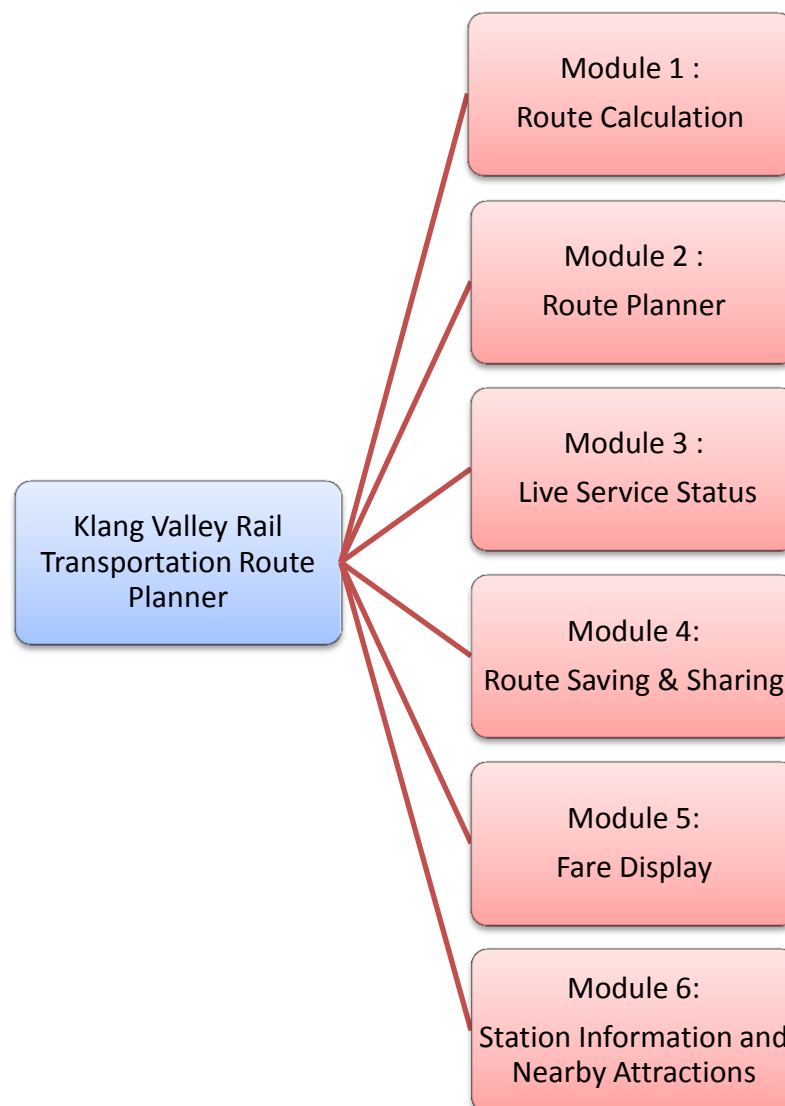 Module 1 :
Route Calculation
Module 2 :
Route Planner
Module 3 :
Live Service Status
Klang Valley Rail
Transportation Route
Planner
Module 4:
Route Saving & Sharing
Module 5:
Fare Display
Module 6:
Station Information and
Nearby Attractions